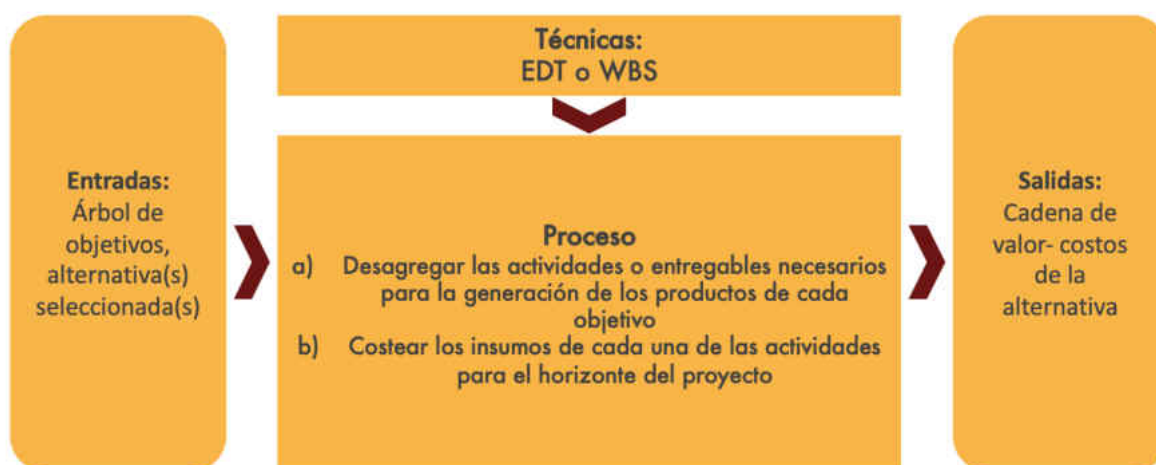 Entradas:
Árbol de
objetivos,
alternativa(s)
seleccionada(s)
Técnicas:
EDT o WBS
Proceso
a) Desagregar las actividades o entregables necesarios
para la generación de los productos de cada
objetivo
b) Costear los insumos de cada una de las actividades
para el horizonte del proyecto
Salidas:
Cadena de
valor- costos
de la
alternativa